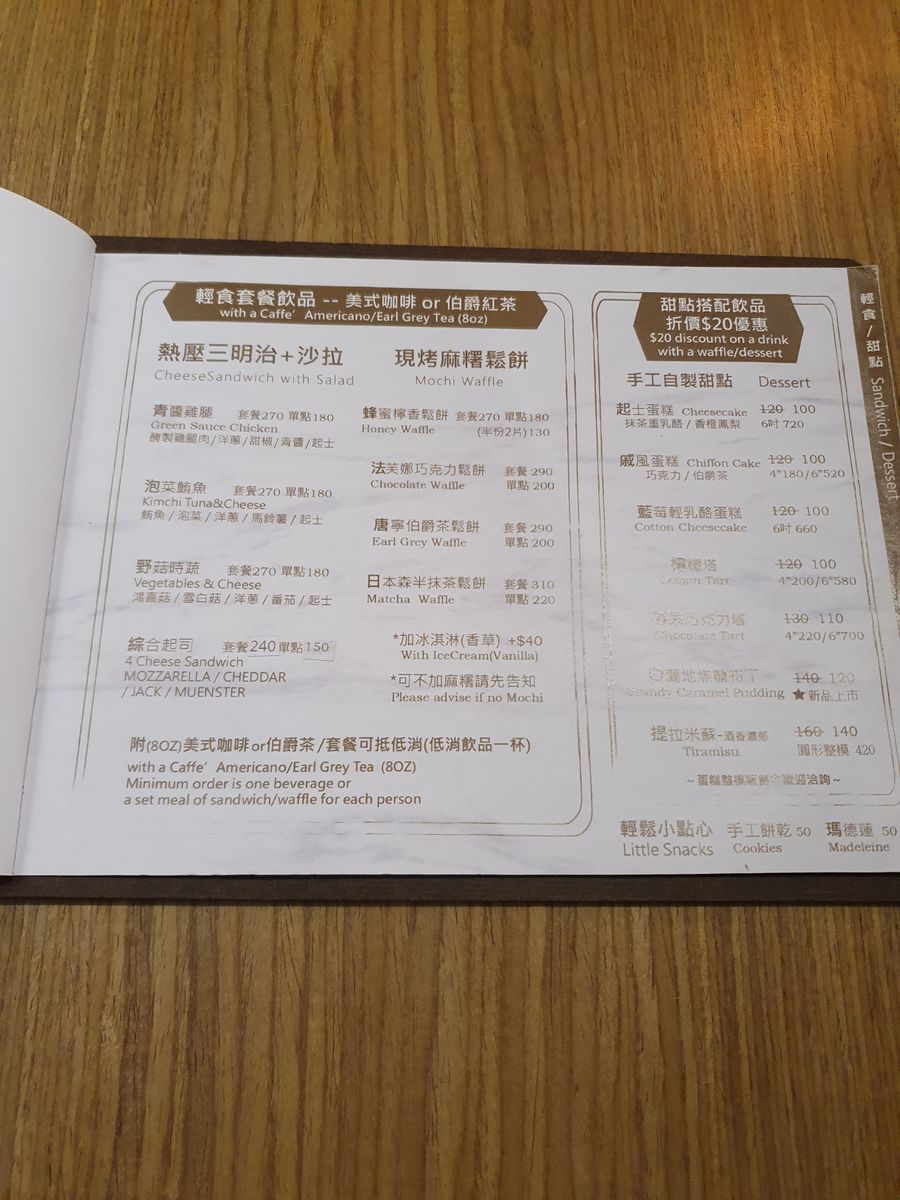 輕食套餐飲品 -- 美式咖啡 or 伯爵紅茶
with a Caffe’ Americano/Earl Grey Tea (8oz)
熱壓三明治+沙拉
CheeseSandwich with Salad
青醬雞腿 套餐270 單點180
Green Sauce Chicken
醃製雞腿肉/洋蔥/甜椒/青醬/起士
泡菜鮪魚 套餐270 單點180
Kimchi Tuna&Cheese
鮪魚/泡菜/洋蔥/馬鈴薯/起士
野菇時蔬 套餐270 單點180
Vegetables & Cheese
鴻喜菇/雪白菇/洋蔥/番茄/起士
綜合起司 套餐240單點150
4 Cheese Sandwich
MOZZARELLA / CHEDDAR
/ JACK / MUENSTER
現烤麻糬鬆餅
Mochi Waffle
蜂蜜檸香鬆餅 套餐270 單點180
Honey Waffle (半份2片)130
法芙娜巧克力鬆餅 套餐 290
Chocolate Waffle 單點 200
唐寧伯爵茶鬆餅 套餐 290
Earl Grey Waffle 單點 200
日本森半抹茶鬆餅 套餐 310
Matcha Waffle 單點 220
*加冰淇淋(香草) +$40
With IceCream(Vanilla)
*可不加麻糬請先告知
Please advise if no Mochi
附(8OZ)美式咖啡or伯爵茶/套餐可抵低消(低消飲品一杯)
with a Caffe’ Americano/Earl Grey Tea (8OZ)
Minimum order is one beverage or
a set meal of sandwich/waffle for each person
甜點搭配飲品
折價$20優惠
$20 discount on a drink
with a waffle/dessert
手工自製甜點 Dessert
起士蛋糕 Cheesecake 120 100
抹茶重乳酪 / 香橙鳳梨 6吋 720
戚風蛋糕 Chiffon Cake 120 100
巧克力 / 伯爵茶 4"180/6"520
藍莓輕乳酪蛋糕 120 100
Cotton Cheesecake 6吋 660
檸檬塔 120 100
Lemon Tart 4"200/6"580
巧克力塔 130 110
Chocolate Tart 4"220/6"700
140 120
Brandy Caramel Pudding ★新品上市
提拉米蘇-酒香濃郁 160 140
Tiramisu 圓形整模 420
輕鬆小點心 手工餅乾 50 瑪德蓮 50
Little Snacks Cookies Madeleine
輕食/甜點 Sandwich / Dessert